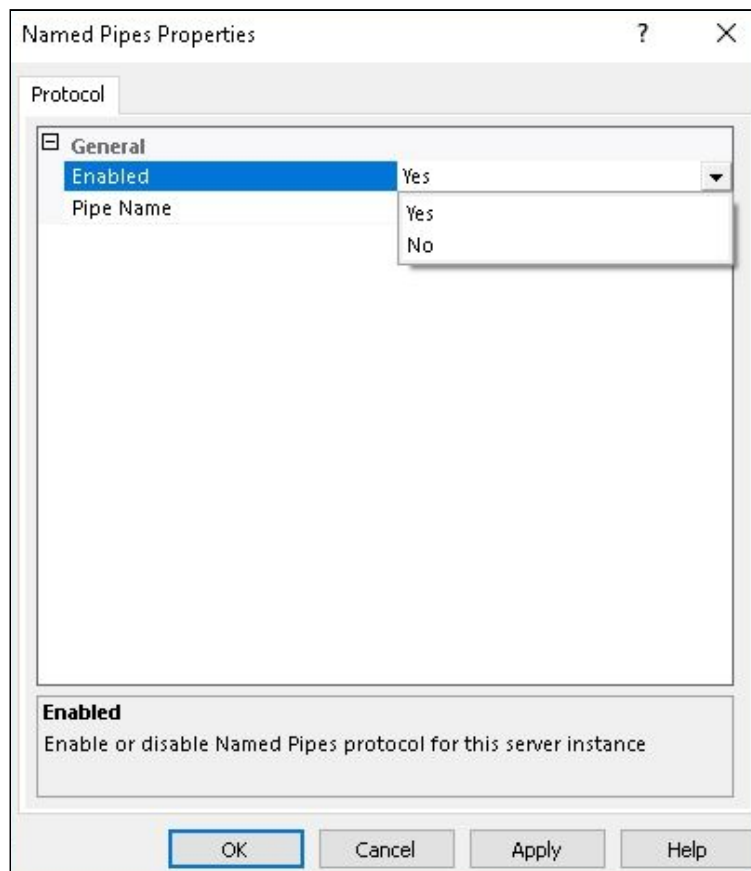 Named Pipes Properties ? X
Protocol
General
Enabled Yes
Pipe Name
Yes
No
Enabled
Enable or disable Named Pipes protocol for this server instance
OK Cancel Apply Help